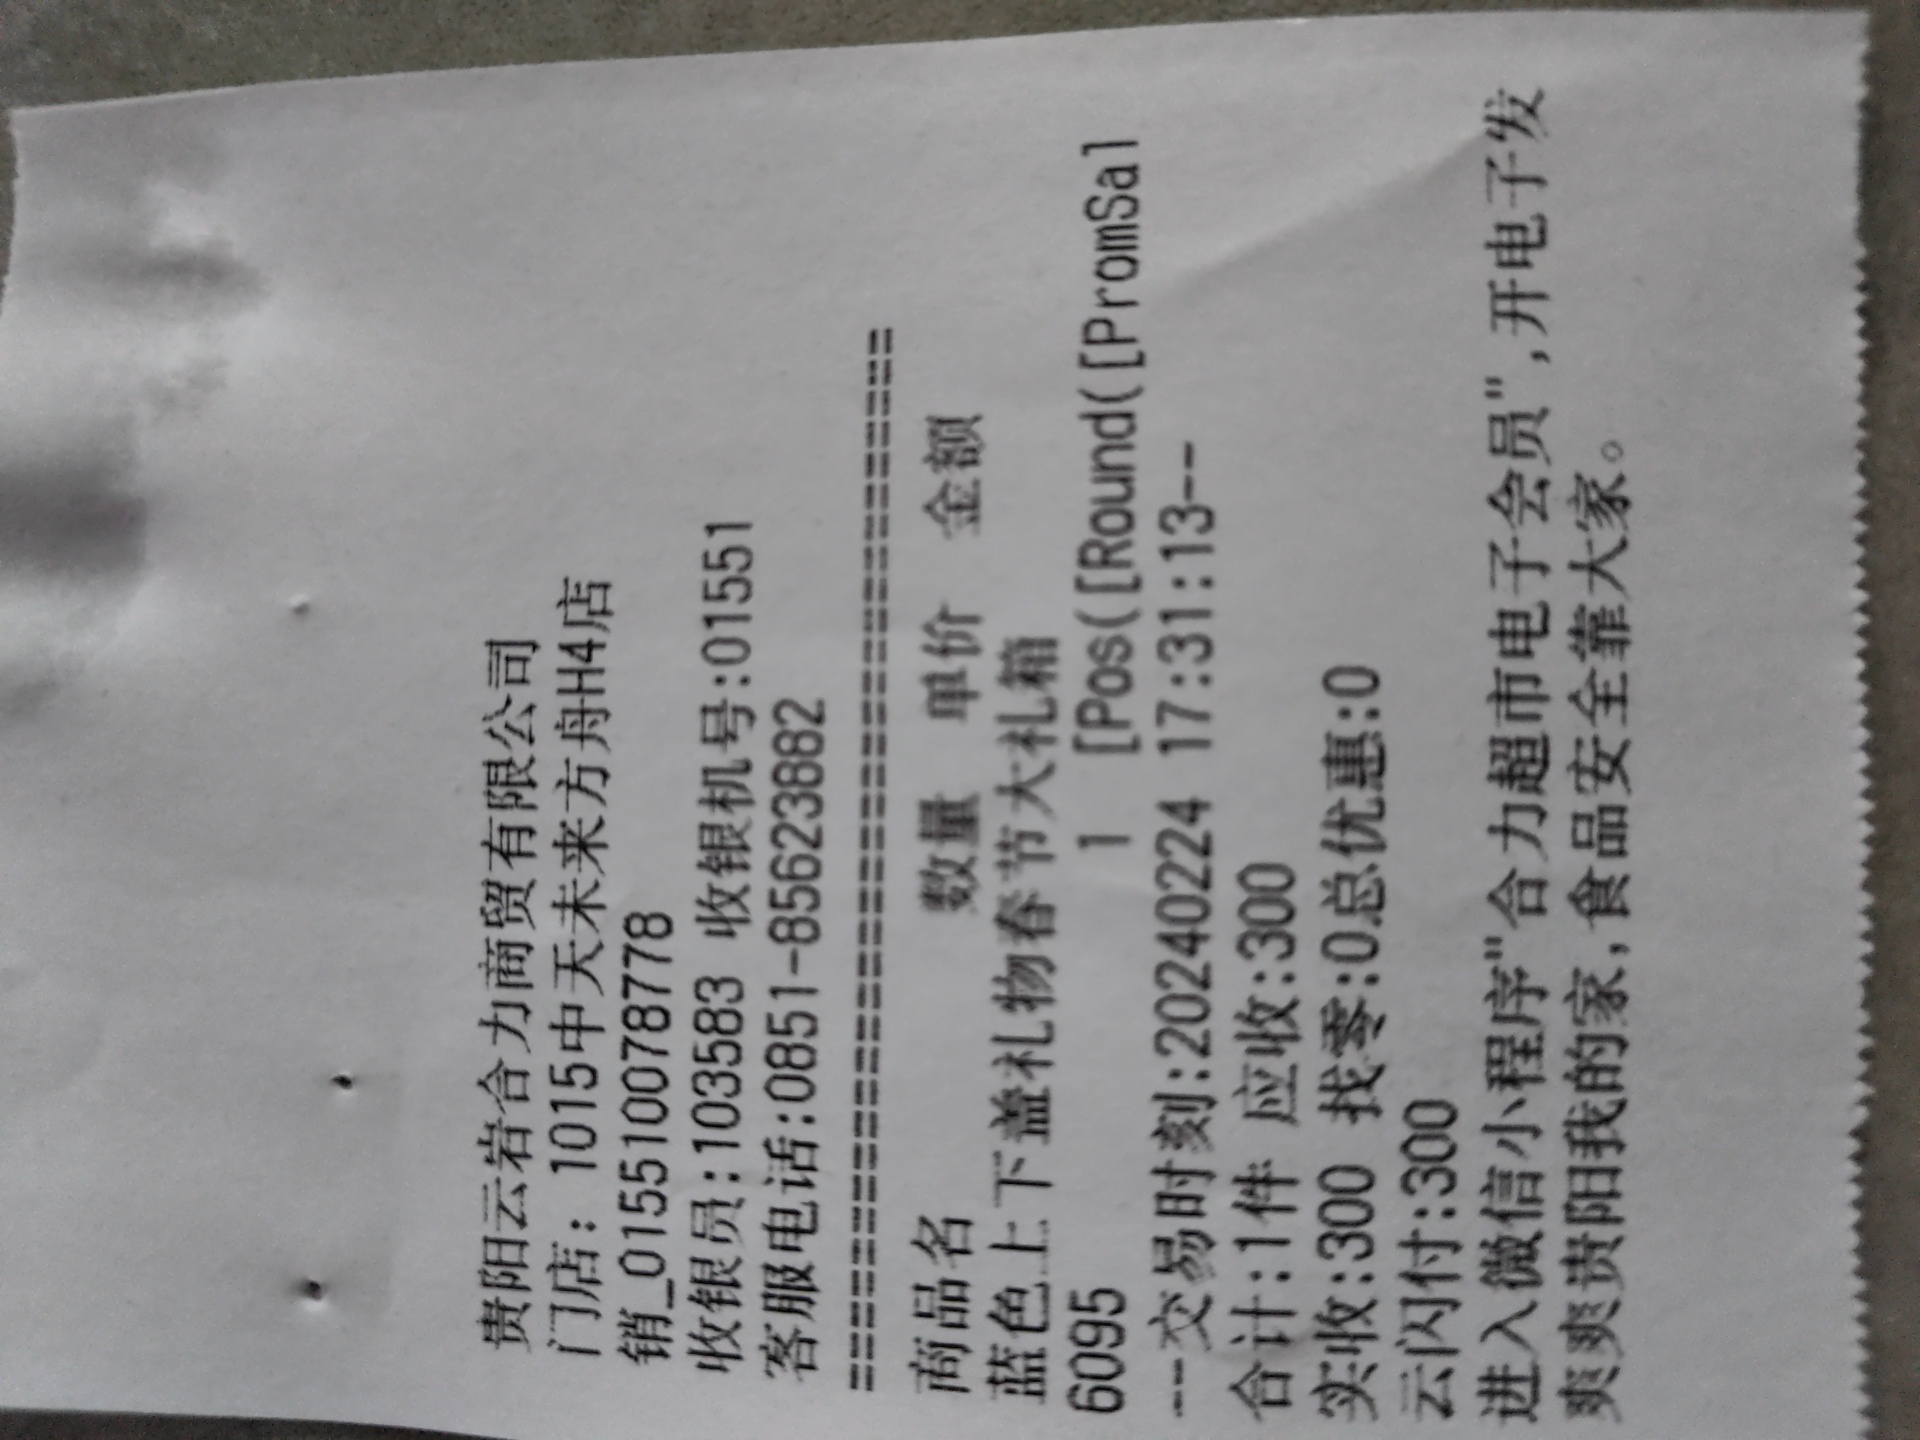 贵阳云岩合力商贸有限公司
门店: 1015中天未来方舟H4店
销_015510078778
收银员:103583 收银机号:01551
客服电话:0851-85623882
========================================
商品名 数量 单价 金额
蓝色上下盖礼物春节大礼箱
6095 1 [Pos([Round([PromSal
---交易时刻:20240224 17:31:13--
合计:1件 应收:300
实收:300 找零:0总优惠:0
云闪付:300
进入微信小程序"合力超市电子会员",开电子发
爽爽贵阳我的家,食品安全靠大家。